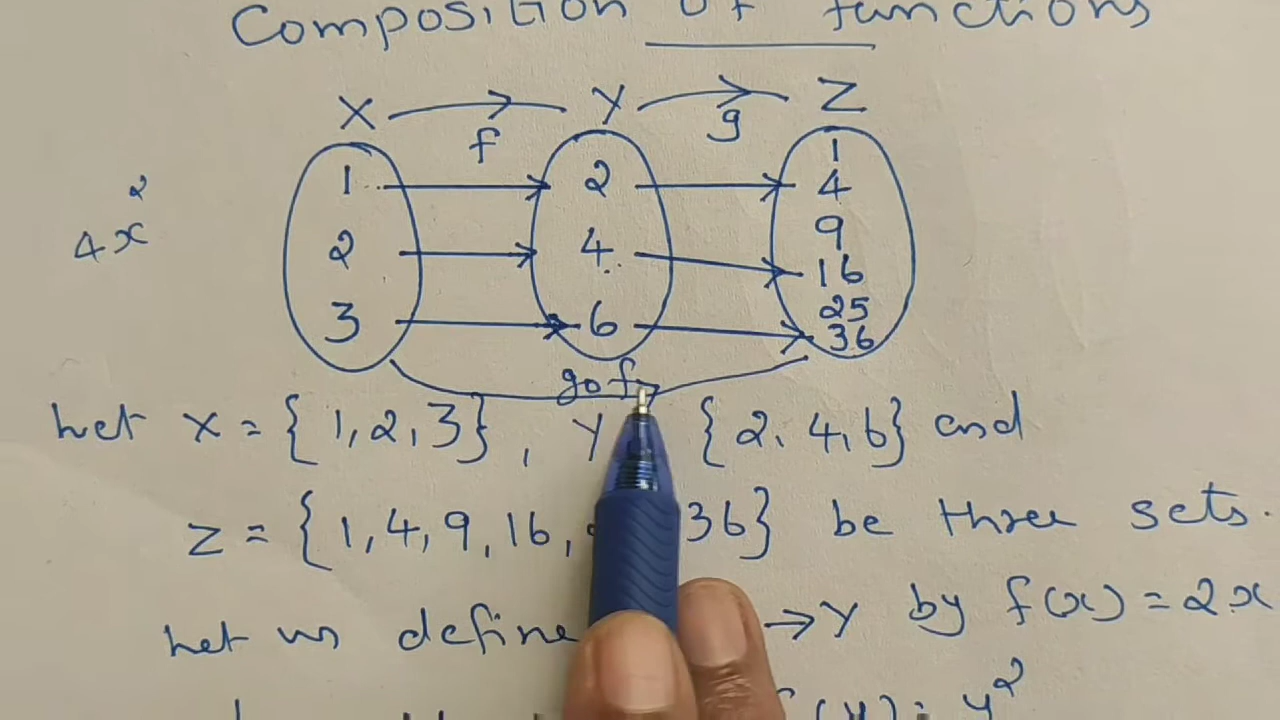 Composition of functions
X f Y g Z
1
1 2 4
2
4x² 2 4 9
16
25
3 6 36
gof
Let X = {1,2,3}, Y {2,4,6} and
Z = {1,4,9,16, 36} be three sets.
Let us define → Y by f(x) = 2x
(y) = y²